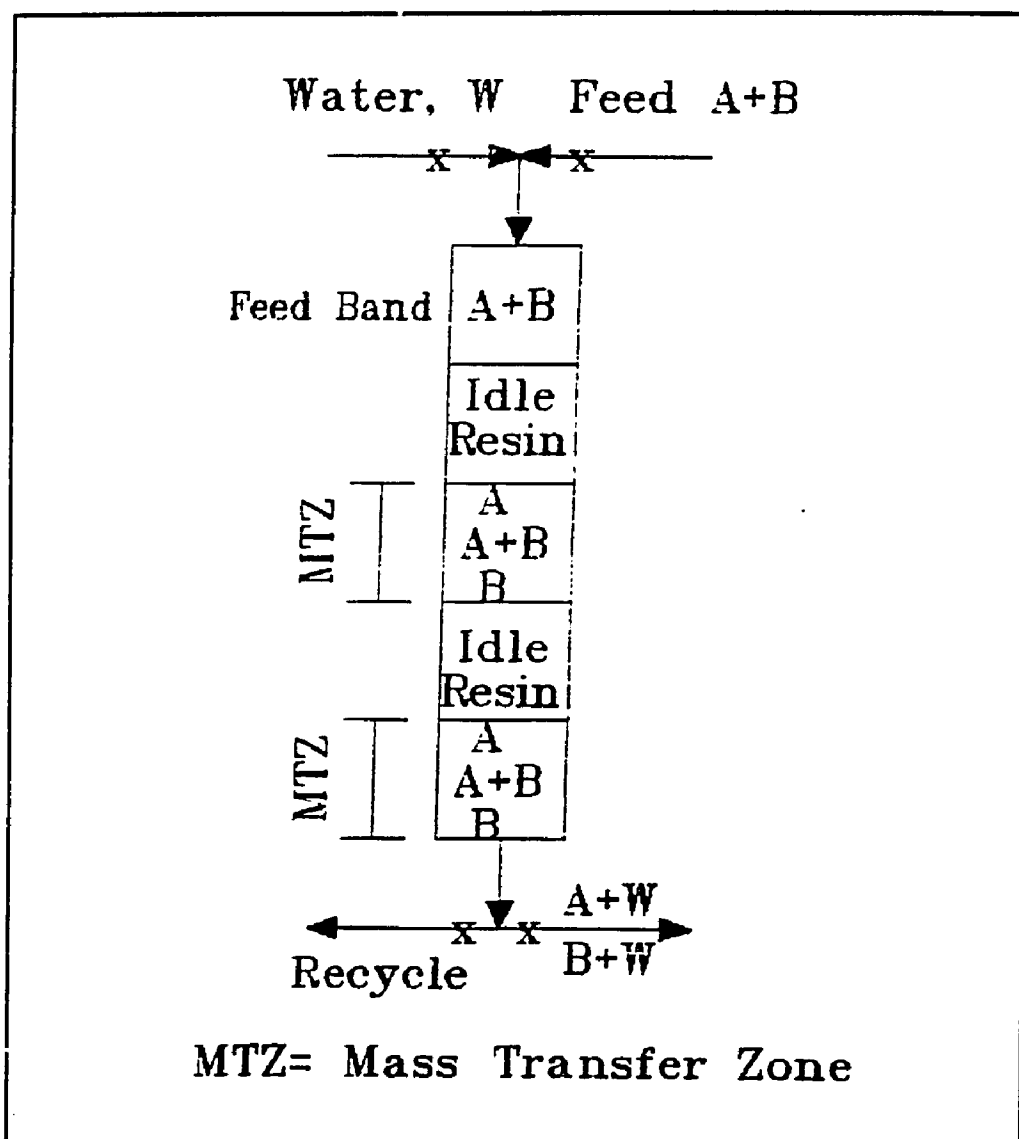 Water, W Feed A+B
x x
Feed Band A+B
Idle
Resin
MTZ
A
A+B
B
Idle
Resin
MTZ
A
A+B
B
x x A+W
Recycle B+W
MTZ= Mass Transfer Zone